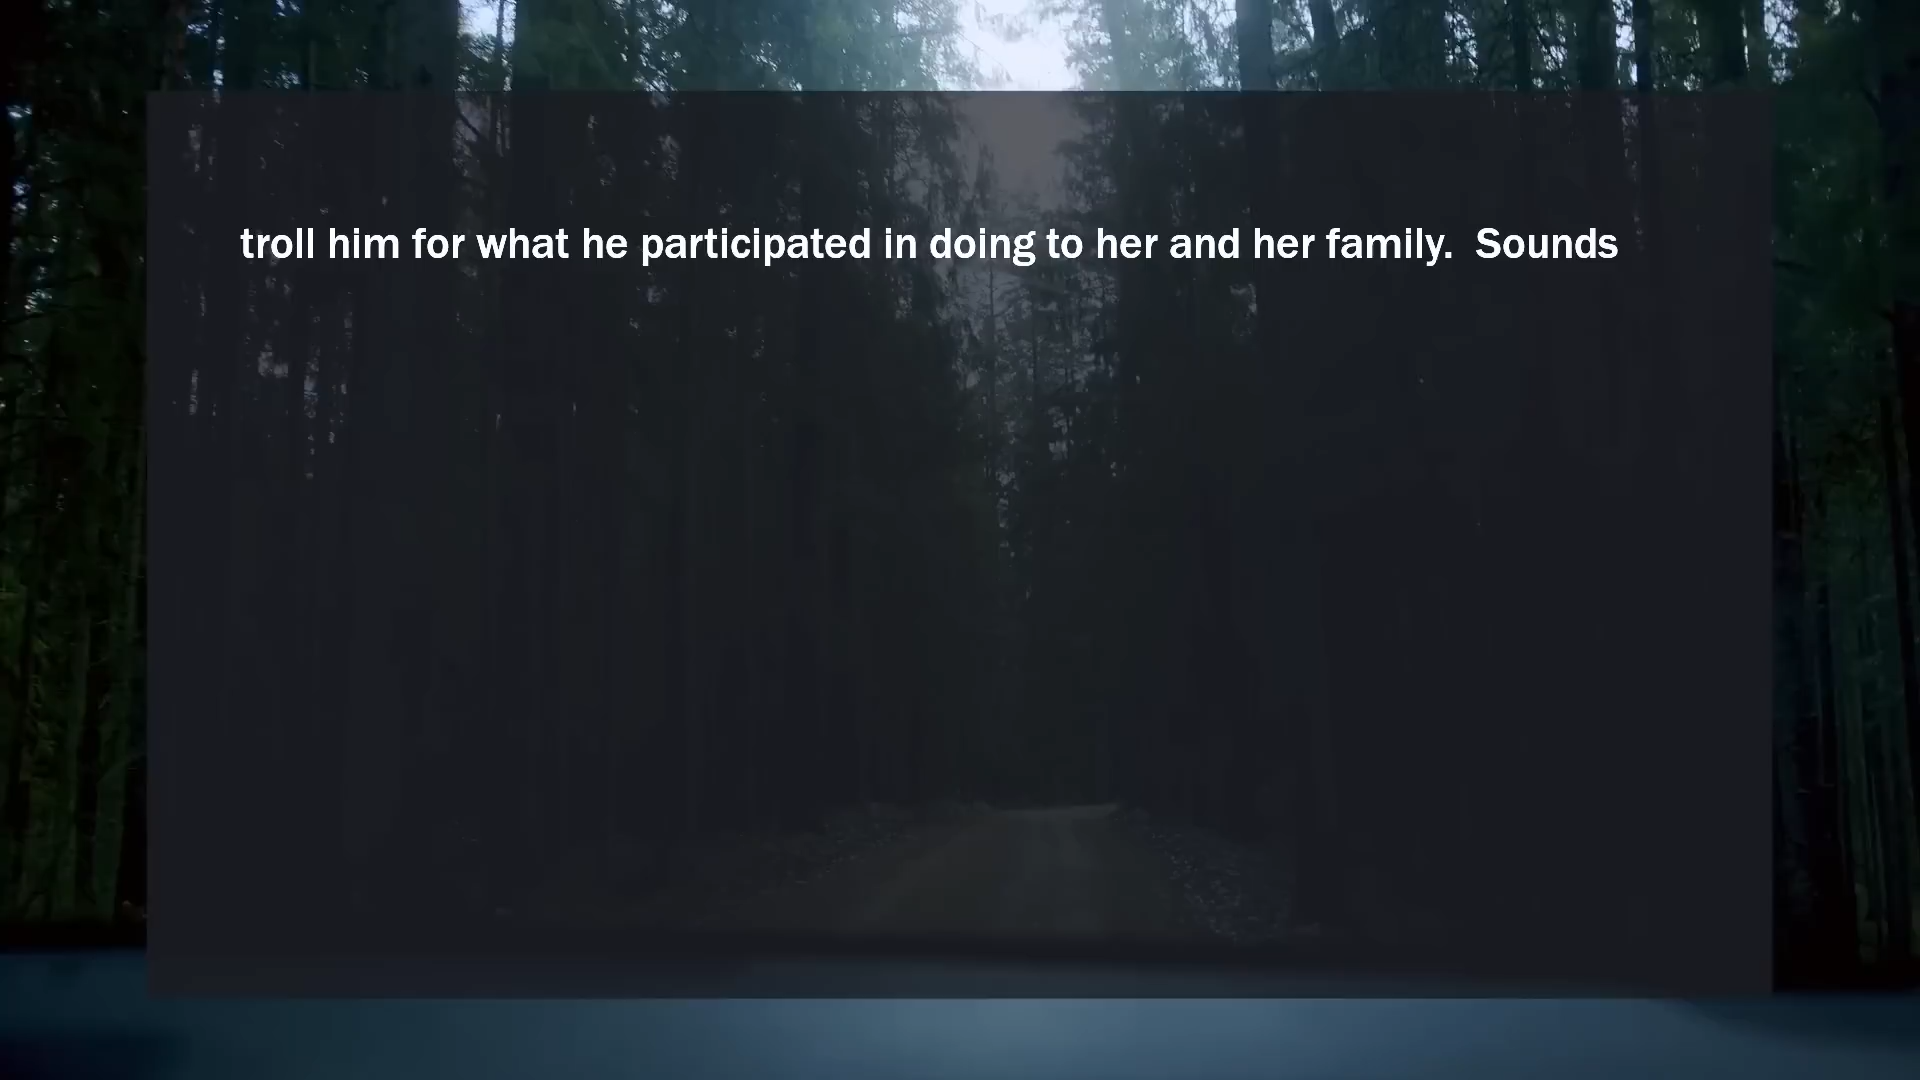 troll him for what he participated in doing to her and her family.  Sounds